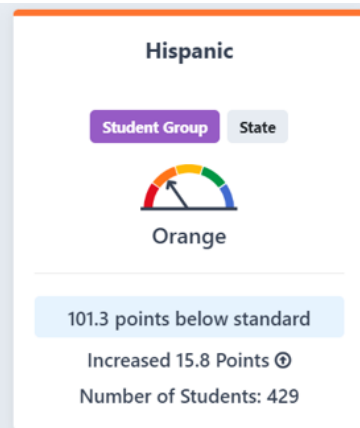 Hispanic
Student Group State
Orange
101.3 points below standard
Increased 15.8 Points
Number of Students: 429